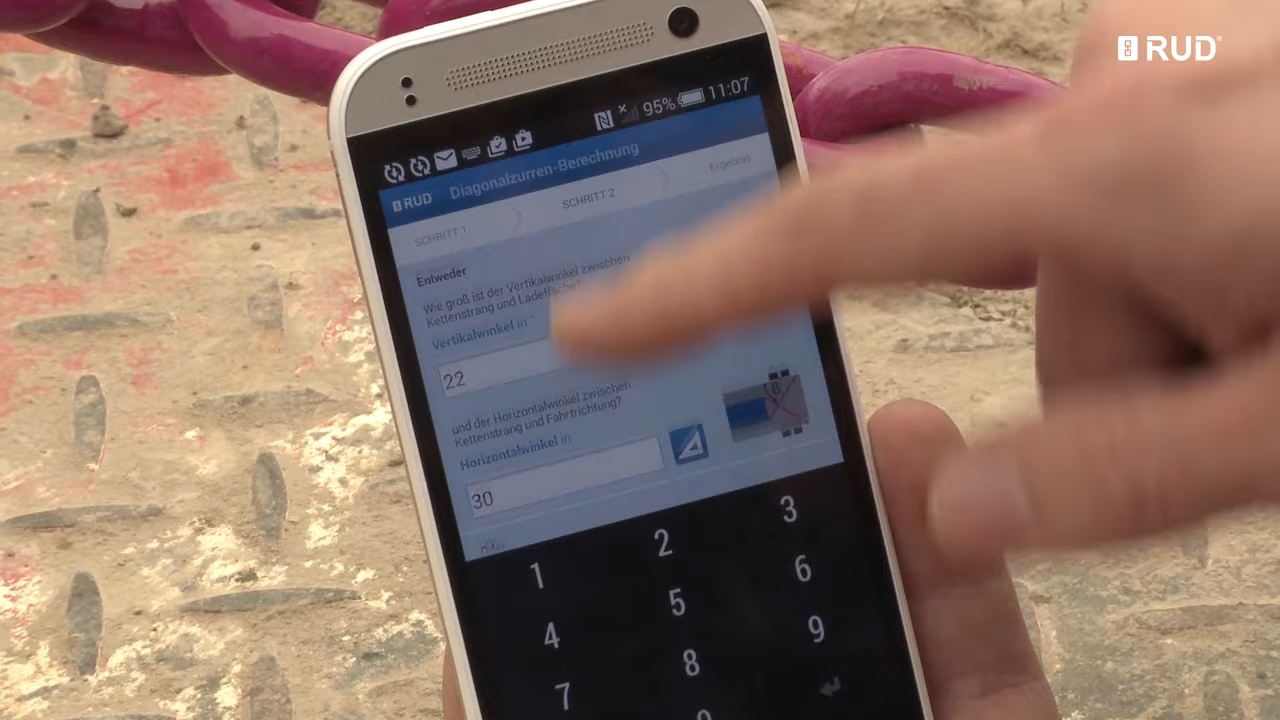 RUD
95% 11:07
RUD Diagonalzurren-Berechnung
SCHRITT 1
SCHRITT 2
Ergebnis
Entweder
Wie groß ist der Vertikalwinkel zwischen
Kettenstrang und Ladefläche?
Vertikalwinkel in °
22
und der Horizontalwinkel zwischen
Kettenstrang und Fahrtrichtung?
Horizontalwinkel in
30
1 2 3
4 5 6
7 8 9